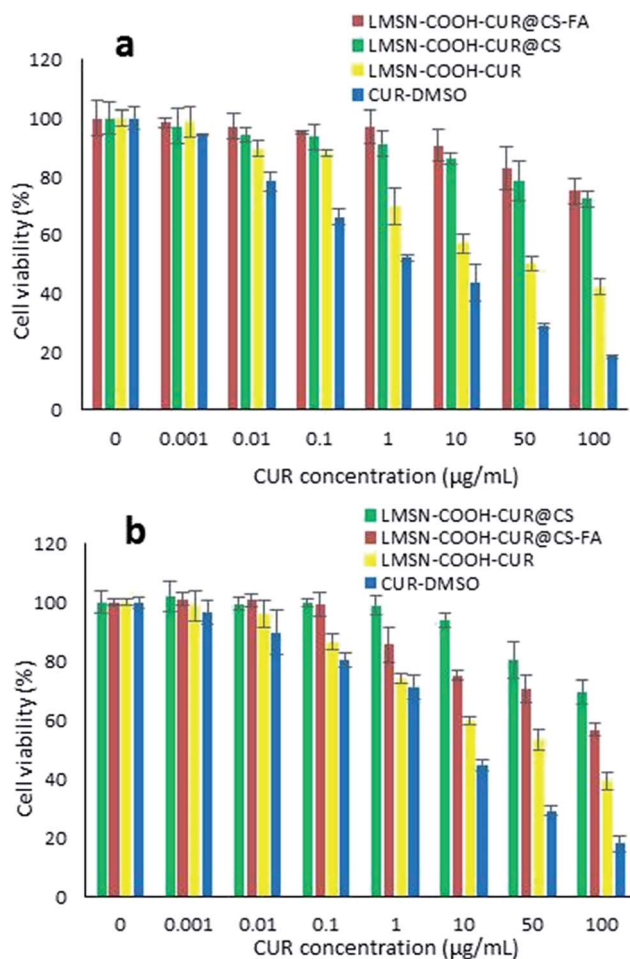 a
LMSN-COOH-CUR@CS-FA
LMSN-COOH-CUR@CS
LMSN-COOH-CUR
CUR-DMSO
120
100
80
60
40
20
0
Cell viability (%)
0 0.001 0.01 0.1 1 10 50 100
CUR concentration (µg/mL)
b
LMSN-COOH-CUR@CS
LMSN-COOH-CUR@CS-FA
LMSN-COOH-CUR
CUR-DMSO
120
100
80
60
40
20
0
Cell viability (%)
0 0.001 0.01 0.1 1 10 50 100
CUR concentration (µg/mL)